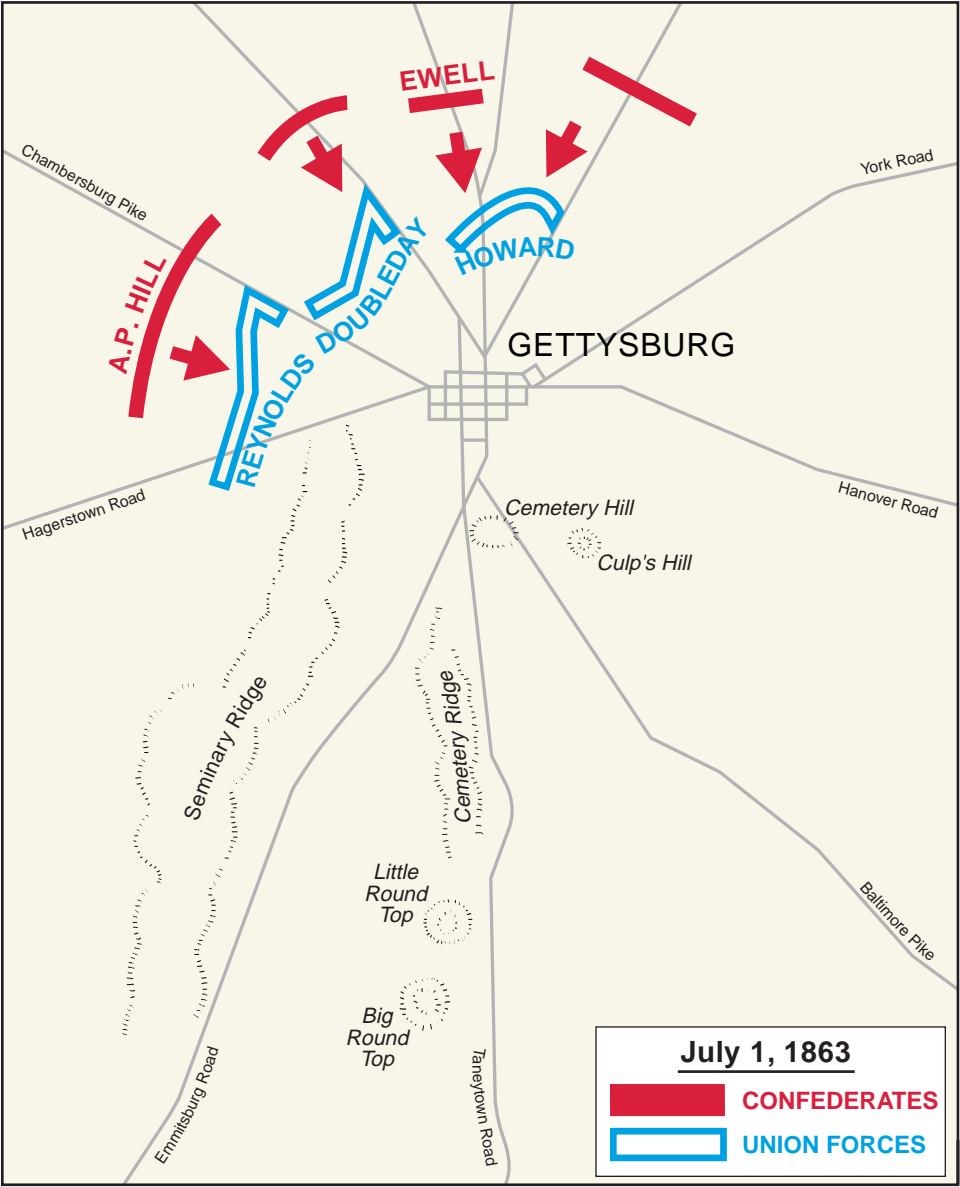 EWELL
Chambersburg Pike
York Road
HOWARD
A.P. HILL
REYNOLDS DOUBLEDAY
GETTYSBURG
Hagerstown Road
Hanover Road
Cemetery Hill
Culp's Hill
Seminary Ridge
Cemetery Ridge
Little
Round
Top
Big
Round
Top
Baltimore Pike
Emmitsburg Road
Taneytown Road
July 1, 1863
CONFEDERATES
UNION FORCES